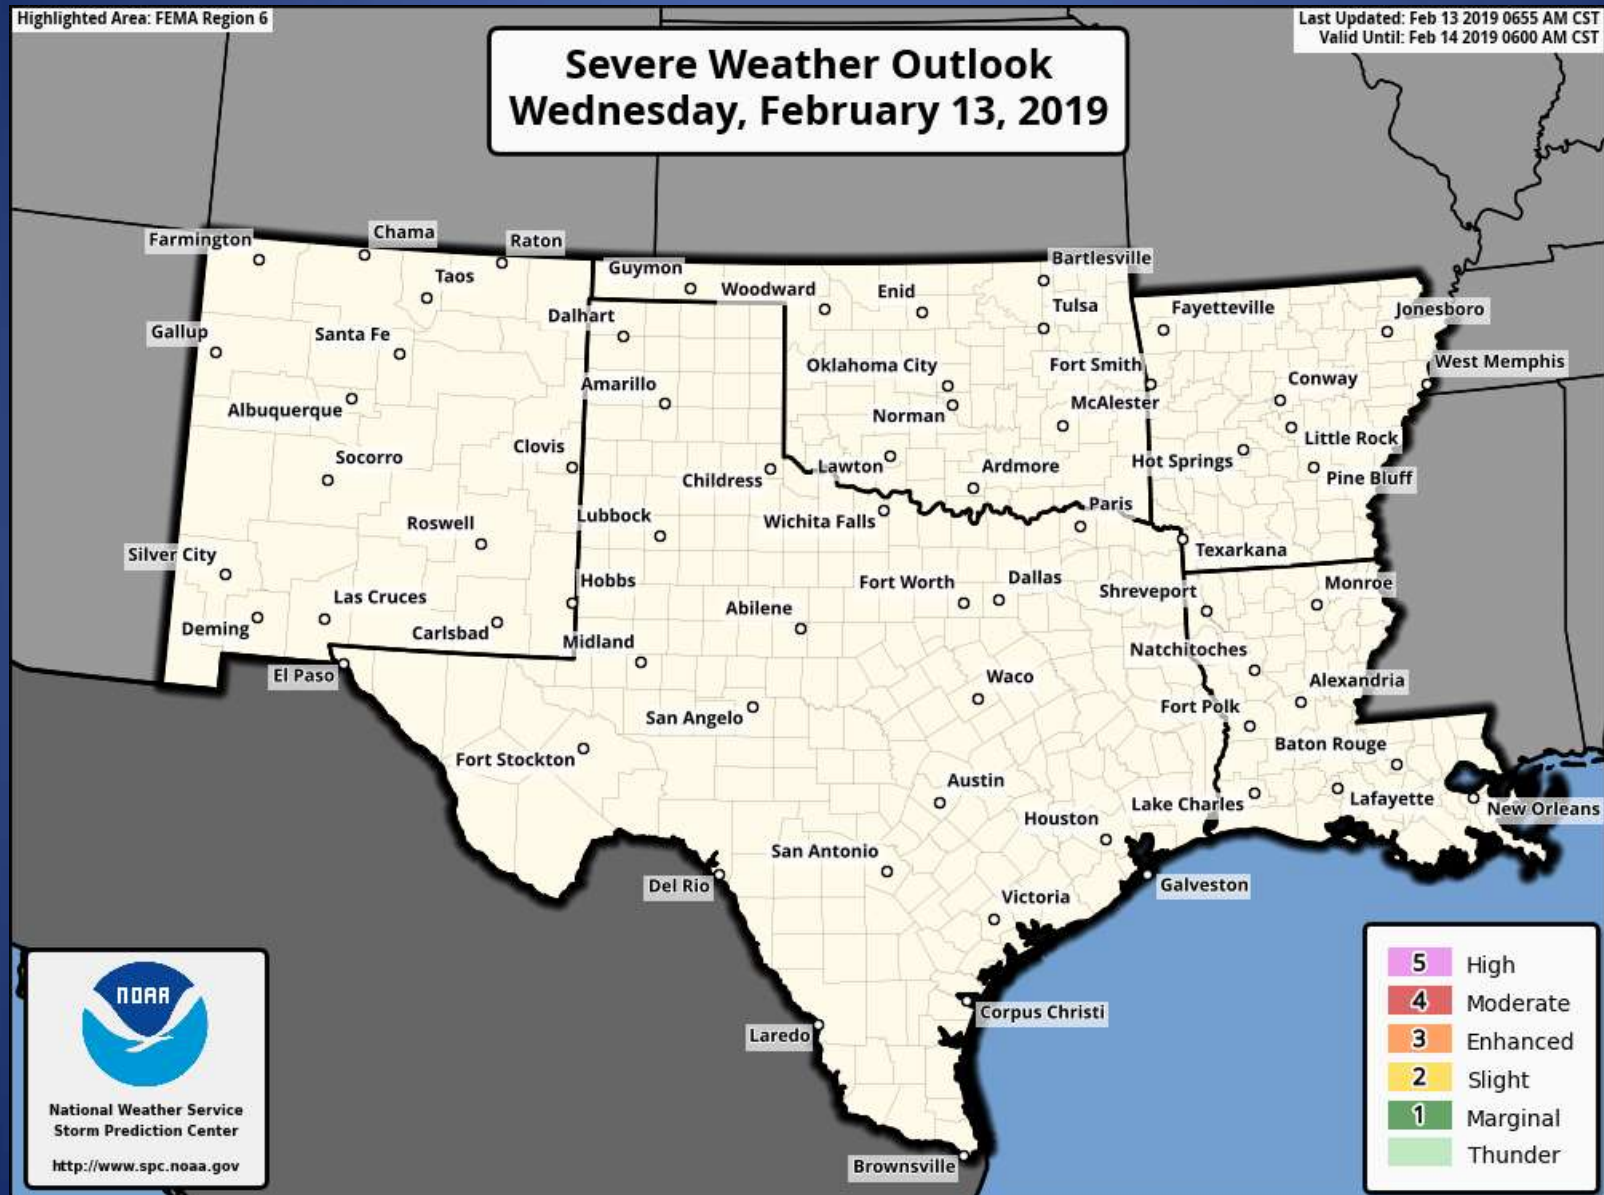 Highlighted Area: FEMA Region 6
Last Updated: Feb 13 2019 0655 AM CST
Valid Until: Feb 14 2019 0600 AM CST
Severe Weather Outlook
Wednesday, February 13, 2019
Farmington
Chama
Raton
Taos
Guymon
Woodward
Enid
Bartlesville
Tulsa
Fayetteville
Jonesboro
Gallup
Santa Fe
Dalhart
Oklahoma City
Fort Smith
West Memphis
Amarillo
Conway
Albuquerque
Norman
McAlester
Little Rock
Socorro
Clovis
Childress
Lawton
Ardmore
Hot Springs
Pine Bluff
Roswell
Lubbock
Wichita Falls
Paris
Texarkana
Silver City
Las Cruces
Hobbs
Fort Worth
Dallas
Shreveport
Monroe
Deming
Carlsbad
Midland
Abilene
Natchitoches
El Paso
San Angelo
Waco
Fort Polk
Alexandria
Fort Stockton
Baton Rouge
Austin
Houston
Lake Charles
Lafayette
New Orleans
San Antonio
Del Rio
Galveston
Victoria
Corpus Christi
Laredo
Brownsville
NOAA
National Weather Service
Storm Prediction Center
http://www.spc.noaa.gov
5 High
4 Moderate
3 Enhanced
2 Slight
1 Marginal
Thunder